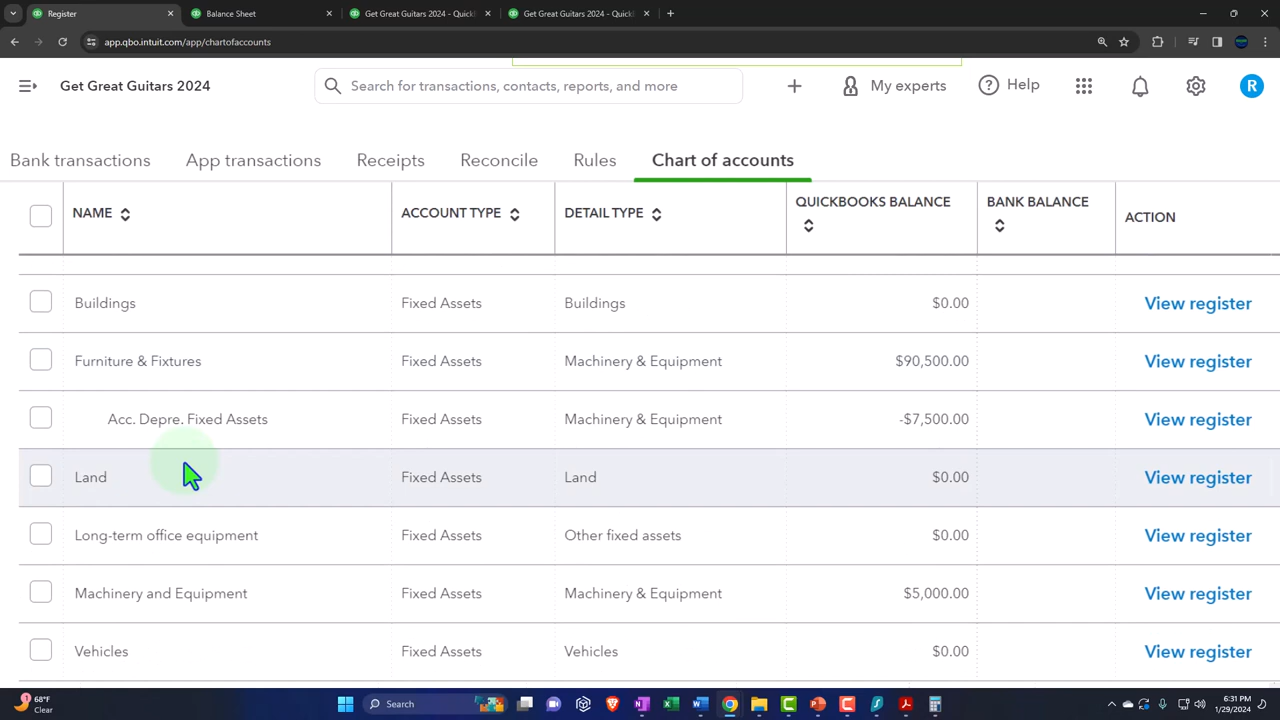 Register
Balance Sheet
Get Great Guitars 2024 - Quick
Get Great Guitars 2024 - Quick
app.qbo.intuit.com/app/chartofaccounts
Get Great Guitars 2024
Search for transactions, contacts, reports, and more
My experts
Help
R
Bank transactions App transactions Receipts Reconcile Rules Chart of accounts
NAME ACCOUNT TYPE DETAIL TYPE QUICKBOOKS BALANCE BANK BALANCE ACTION
Buildings Fixed Assets Buildings $0.00 View register
Furniture & Fixtures Fixed Assets Machinery & Equipment $90,500.00 View register
Acc. Depre. Fixed Assets Fixed Assets Machinery & Equipment -$7,500.00 View register
Land Fixed Assets Land $0.00 View register
Long-term office equipment Fixed Assets Other fixed assets $0.00 View register
Machinery and Equipment Fixed Assets Machinery & Equipment $5,000.00 View register
Vehicles Fixed Assets Vehicles $0.00 View register
68°F
Clear
Search
6:31 PM
1/29/2024